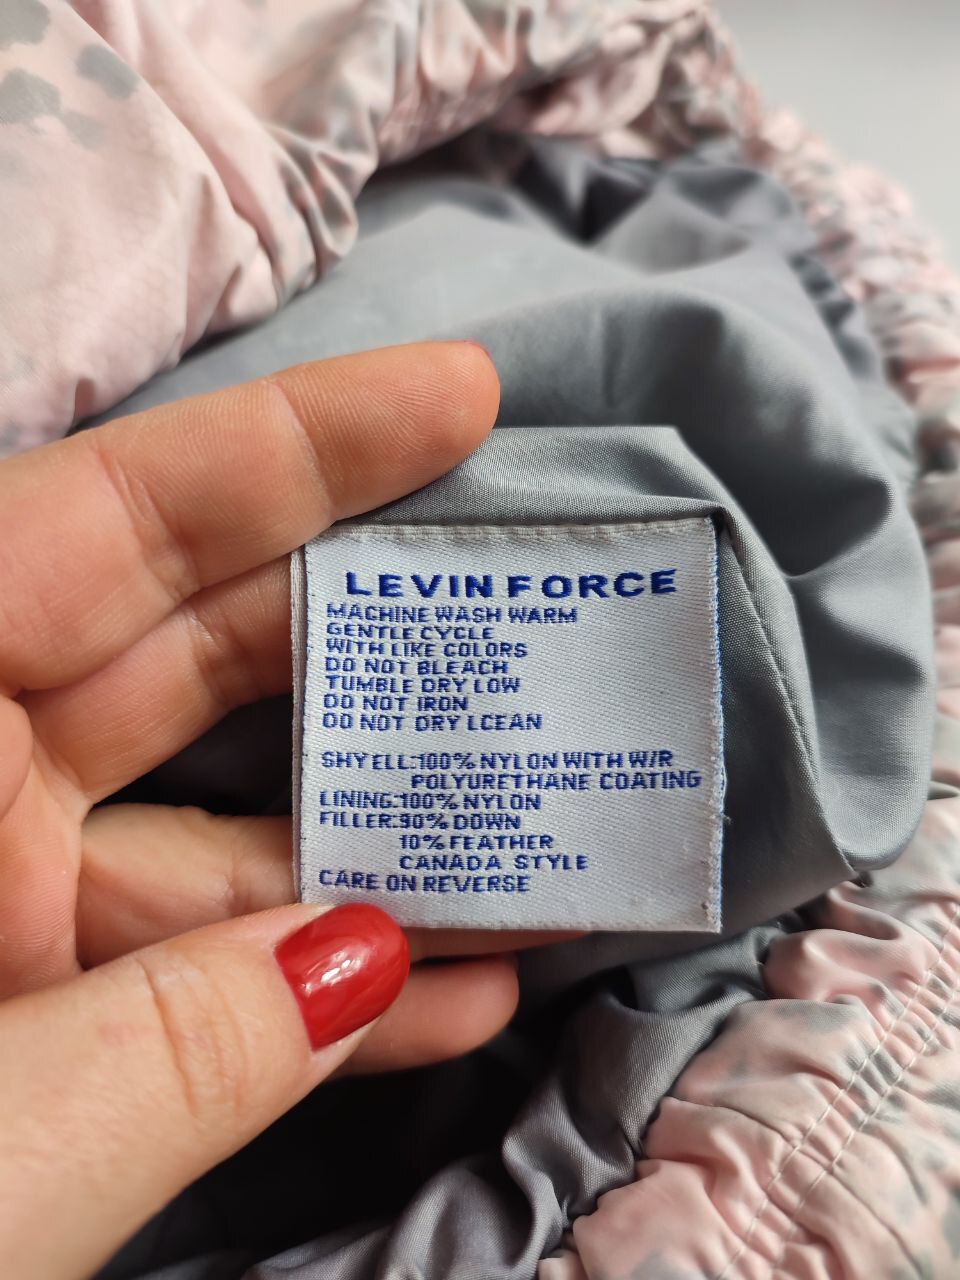 LEVIN FORCE
MACHINE WASH WARM
GENTLE CYCLE
WITH LIKE COLORS
DO NOT BLEACH
TUMBLE DRY LOW
DO NOT IRON
DO NOT DRY LCEAN
SHYELL:100% NYLON WITH W/R
POLYURETHANE COATING
LINING:100% NYLON
FILLER:90% DOWN
10% FEATHER
CANADA STYLE
CARE ON REVERSE